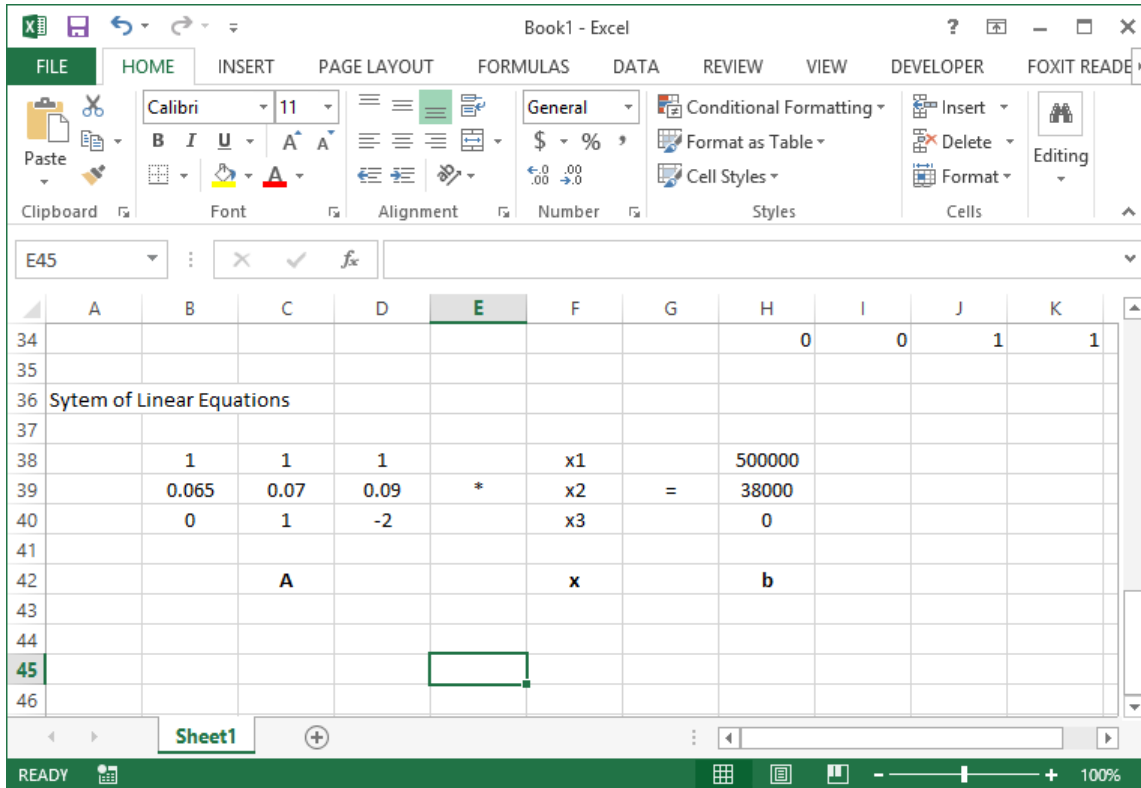 Book1 - Excel ?
FILE HOME INSERT PAGE LAYOUT FORMULAS DATA REVIEW VIEW DEVELOPER FOXIT READE
Calibri 11 General Conditional Formatting Insert
B I U A A $ % , Format as Table Delete
Paste Editing
A .00 .00 Cell Styles Format
Clipboard Font Alignment Number Styles Cells
E45 fx
A B C D E F G H I J K
34 0 0 1 1
35
36 Sytem of Linear Equations
37
38 1 1 1 x1 500000
39 0.065 0.07 0.09 * x2 = 38000
40 0 1 -2 x3 0
41
42 A x b
43
44
45
46
Sheet1
READY - + 100%